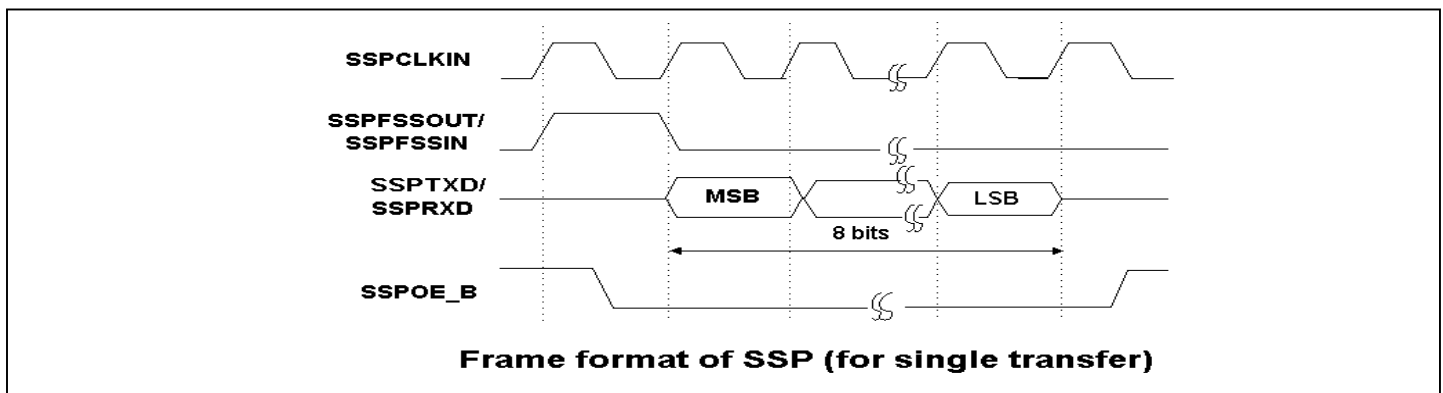 SSPCLKIN
SSPFSSOUT/
SSPFSSIN
SSPTXD/
SSPRXD
MSB
LSB
8 bits
SSPOE_B
Frame format of SSP (for single transfer)